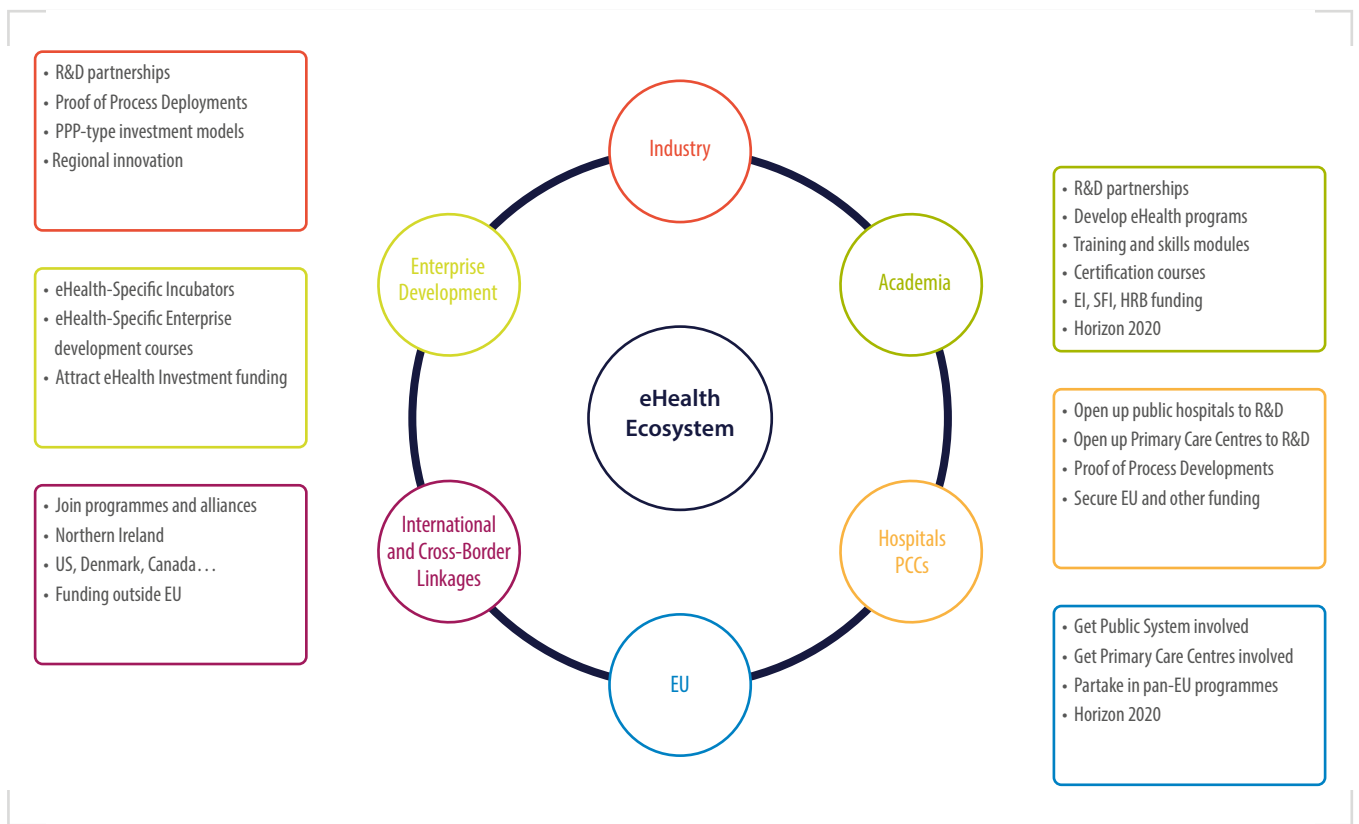 • R&D partnerships
• Proof of Process Deployments
• PPP-type investment models
• Regional innovation
• eHealth-Specific Incubators
• eHealth-Specific Enterprise
development courses
• Attract eHealth Investment funding
• Join programmes and alliances
• Northern Ireland
• US, Denmark, Canada…
• Funding outside EU
Industry
Enterprise
Development
Academia
eHealth
Ecosystem
International
and Cross-Border
Linkages
Hospitals
PCCs
EU
• R&D partnerships
• Develop eHealth programs
• Training and skills modules
• Certification courses
• EI, SFI, HRB funding
• Horizon 2020
• Open up public hospitals to R&D
• Open up Primary Care Centres to R&D
• Proof of Process Developments
• Secure EU and other funding
• Get Public System involved
• Get Primary Care Centres involved
• Partake in pan-EU programmes
• Horizon 2020